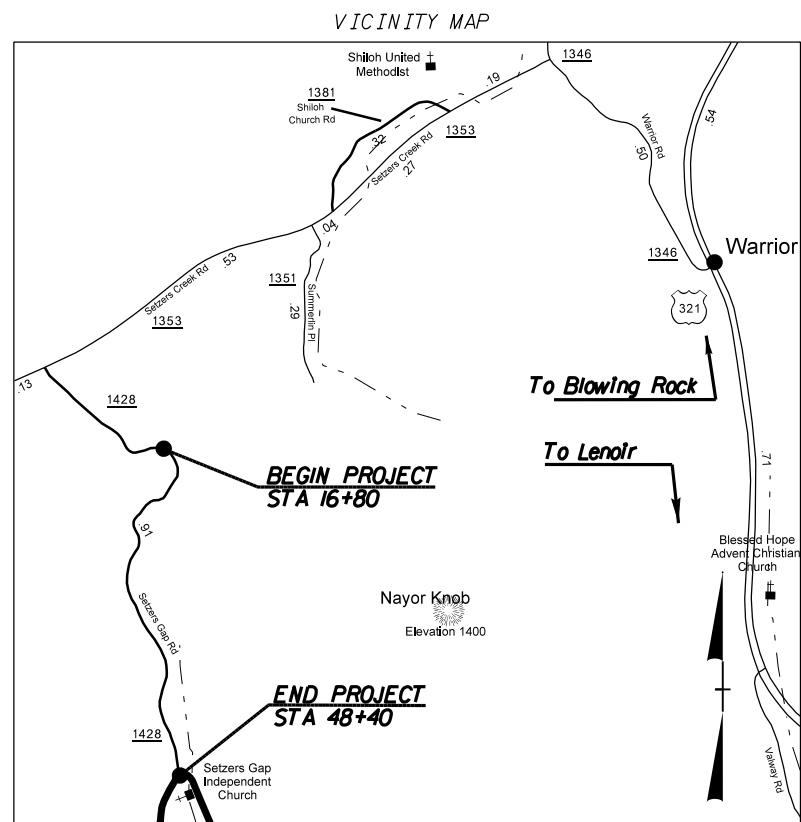 VICINITY MAP
Shiloh United
Methodist
1346
.19
1381
Shiloh
Church Rd
.54
.32
1353
Warrior Rd
.50
Setzers Creek Rd
.27
.04
Warrior
1346
.53
Setzers Creek Rd
1351
Summerlin Pl
.29
321
1353
.13
To Blowing Rock
1428
To Lenoir
.71
BEGIN PROJECT
STA 16+80
.91
Blessed Hope
Advent Christian
Church
Setzers Gap Rd
Nayor Knob
Elevation 1400
END PROJECT
STA 48+40
1428
Setzers Gap
Independent
Church
Valway Rd